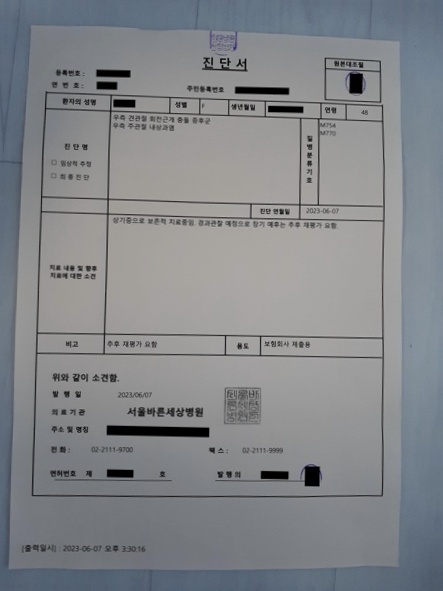 진 단 서
원본대조필
등록번호 :
연 번 호 :
주민등록번호 :
환자의 성명
성별
F
생년월일
연령
48
진 단 명
□ 임상적 추정
□ 최 종 진 단
우측 견관절 회전근개 충돌 증후군
우측 주관절 내상과염
질병분류기호
M754
M770
진단 연월일
2023-06-07
치료 내용 및 향후 치료에 대한 소견
상기증으로 보존적 치료중임. 경과관찰 예정으로 장기 예후는 추후 재평가 요함.
비고
추후 재평가 요함
용도
보험회사 제출용
위와 같이 소견함.
발 행 일
2023/06/07
의 료 기 관
서울바른세상병원
주소 및 명칭
전 화 :
02-2111-9700
팩 스 :
02-2111-9999
면허번호 제
호
발 행 의
[출력일시] : 2023-06-07 오후 3:30:16